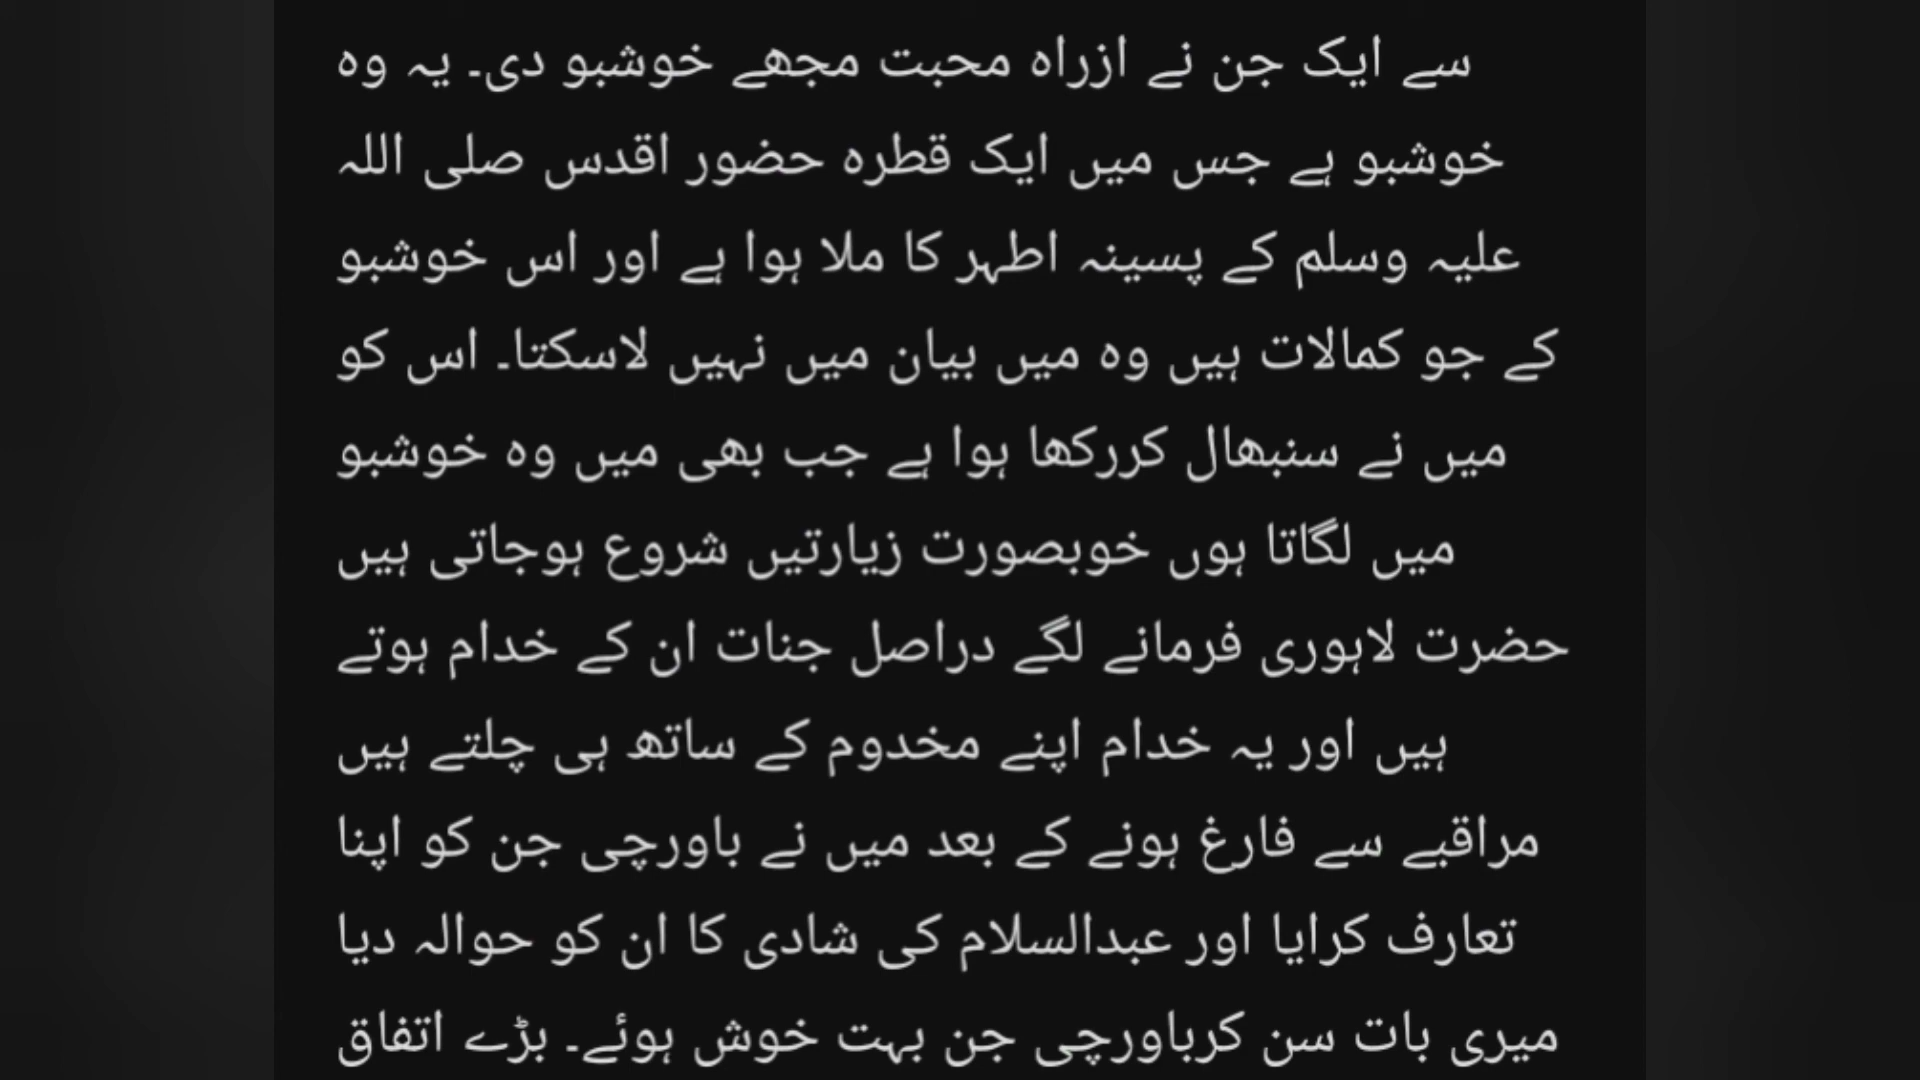 سے ایک جن نے ازراہ محبت مجھے خوشبو دی۔ یہ وہ
خوشبو ہے جس میں ایک قطرہ حضور اقدس صلی اللہ
علیہ وسلم کے پسینہ اطہر کا ملا ہوا ہے اور اس خوشبو
کے جو کمالات ہیں وہ میں بیان میں نہیں لاسکتا۔ اس کو
میں نے سنبھال کررکھا ہوا ہے جب بھی میں وہ خوشبو
میں لگاتا ہوں خوبصورت زیارتیں شروع ہوجاتی ہیں
حضرت لاہوری فرمانے لگے دراصل جنات ان کے خدام ہوتے
ہیں اور یہ خدام اپنے مخدوم کے ساتھ ہی چلتے ہیں
مراقبے سے فارغ ہونے کے بعد میں نے باورچی جن کو اپنا
تعارف کرایا اور عبدالسلام کی شادی کا ان کو حوالہ دیا
میری بات سن کرباورچی جن بہت خوش ہوئے۔ بڑے اتفاق